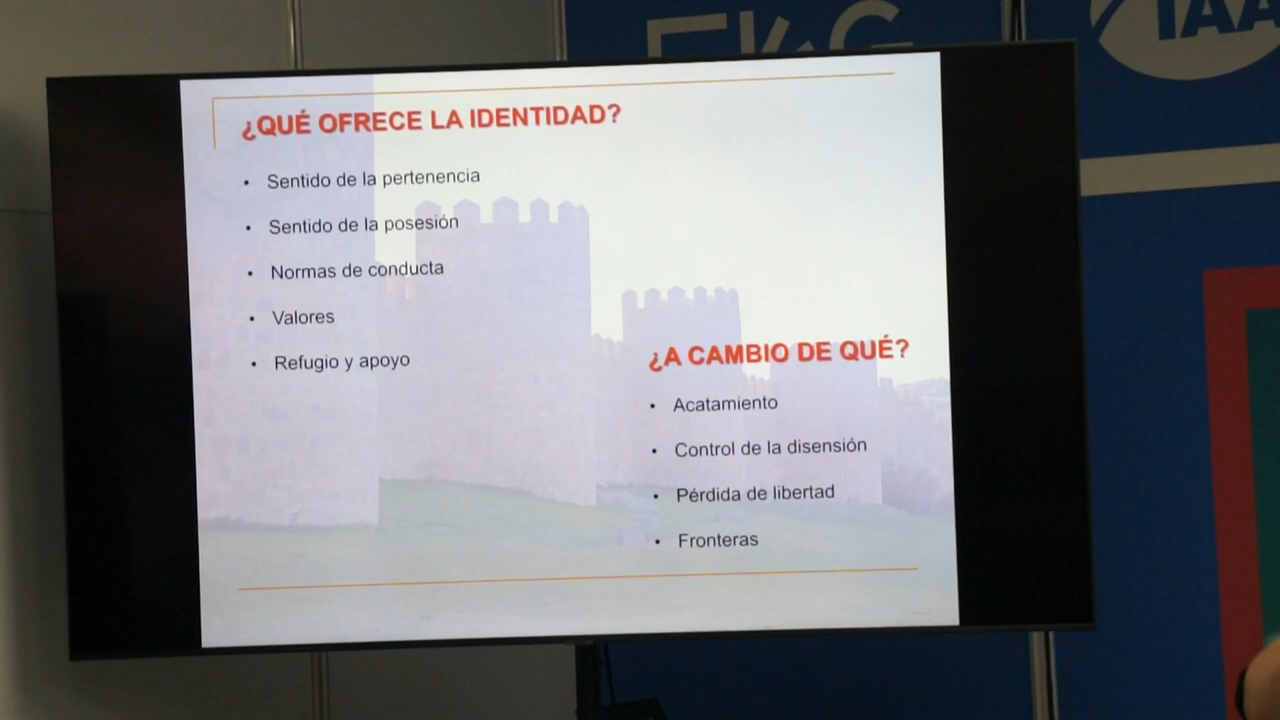 ¿QUÉ OFRECE LA IDENTIDAD?
• Sentido de la pertenencia
• Sentido de la posesión
• Normas de conducta
• Valores
• Refugio y apoyo
¿A CAMBIO DE QUÉ?
• Acatamiento
• Control de la disensión
• Pérdida de libertad
• Fronteras